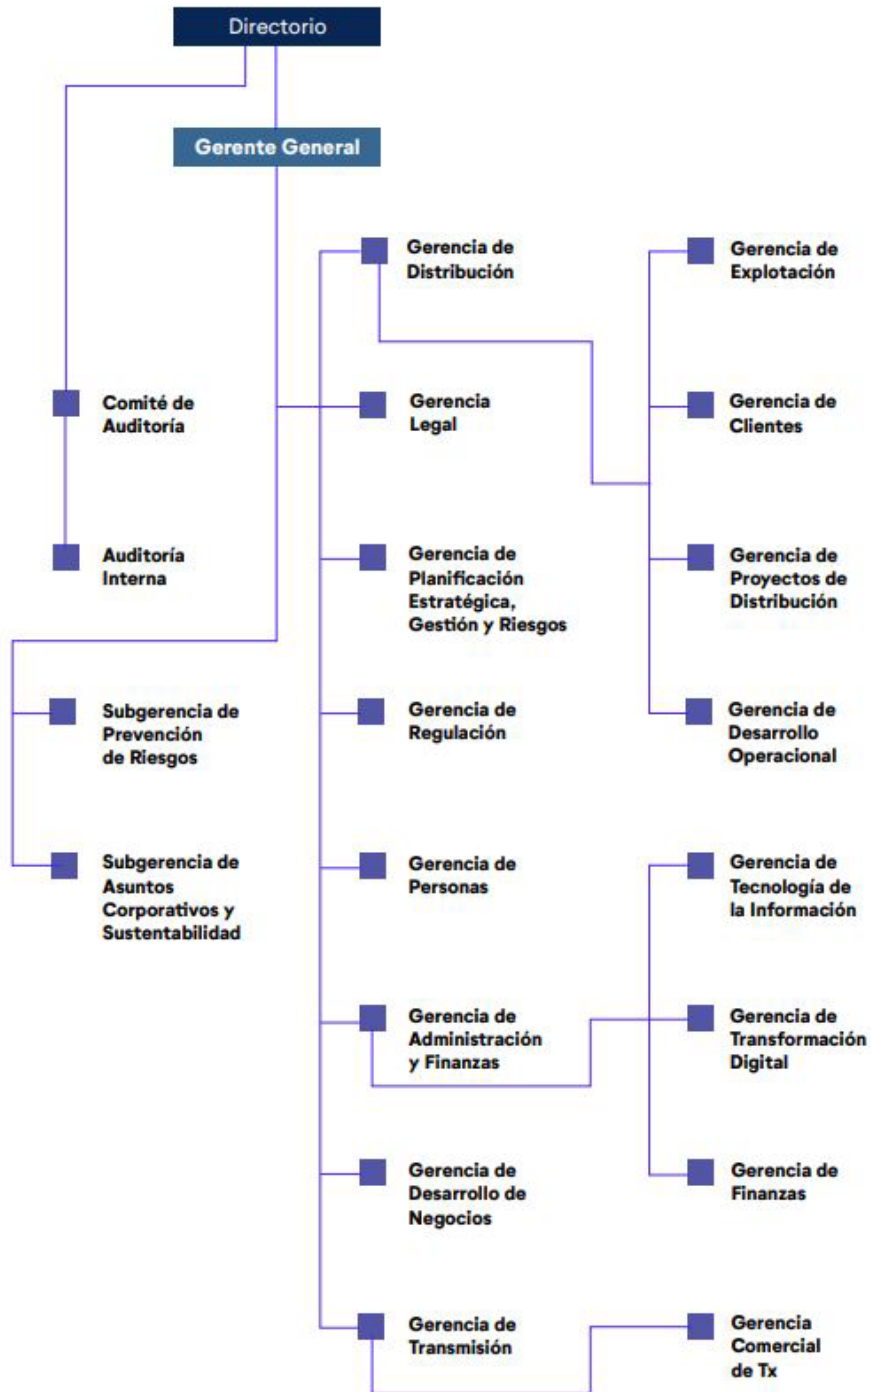 Directorio
Gerente General
Gerencia de
Distribución
Gerencia de
Explotación
Comité de
Auditoría
Gerencia
Legal
Gerencia de
Clientes
Auditoría
Interna
Gerencia de
Planificación
Estratégica,
Gestión y Riesgos
Gerencia de
Proyectos de
Distribución
Subgerencia de
Prevención
de Riesgos
Gerencia de
Regulación
Gerencia de
Desarrollo
Operacional
Subgerencia de
Asuntos
Corporativos y
Sustentabilidad
Gerencia de
Personas
Gerencia de
Tecnología de
la Información
Gerencia de
Administración
y Finanzas
Gerencia de
Transformación
Digital
Gerencia de
Desarrollo de
Negocios
Gerencia de
Finanzas
Gerencia de
Transmisión
Gerencia
Comercial
de Tx